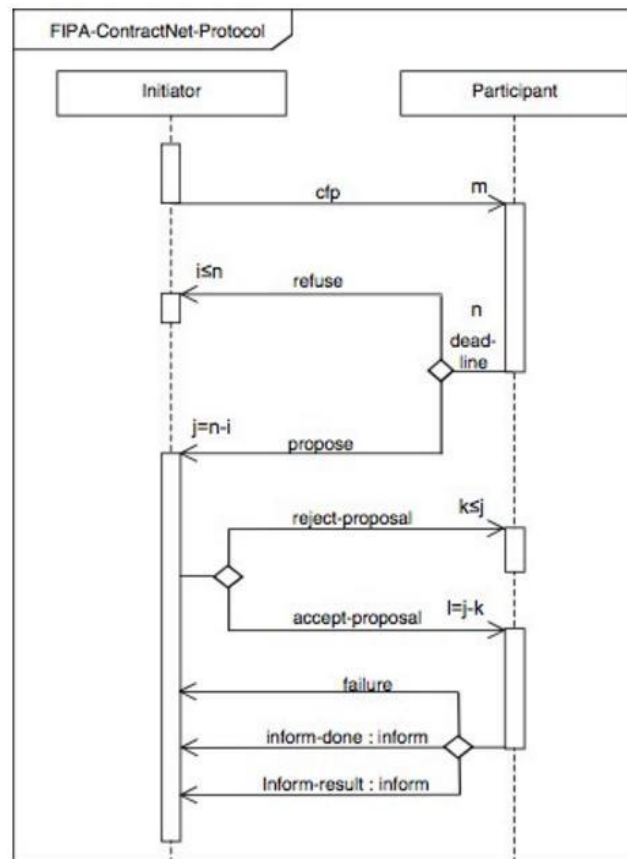 FIPA-ContractNet-Protocol
Initiator
Participant
cfp
m
i≤n
refuse
n
dead-
line
j=n-i
propose
reject-proposal
k≤j
accept-proposal
l=j-k
failure
inform-done : inform
Inform-result : inform